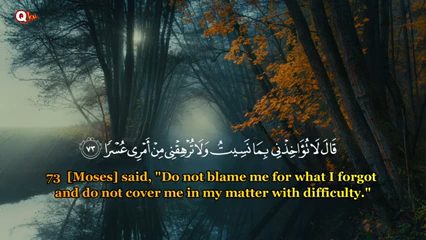 Q
قَالَ لَا تُؤَاخِذْنِى بِمَا نَسِيتُ وَلَا تُرْهِقْنِى مِنْ أَمْرِى عُسْرًا ٧٣
73 [Moses] said, "Do not blame me for what I forgot
and do not cover me in my matter with difficulty."